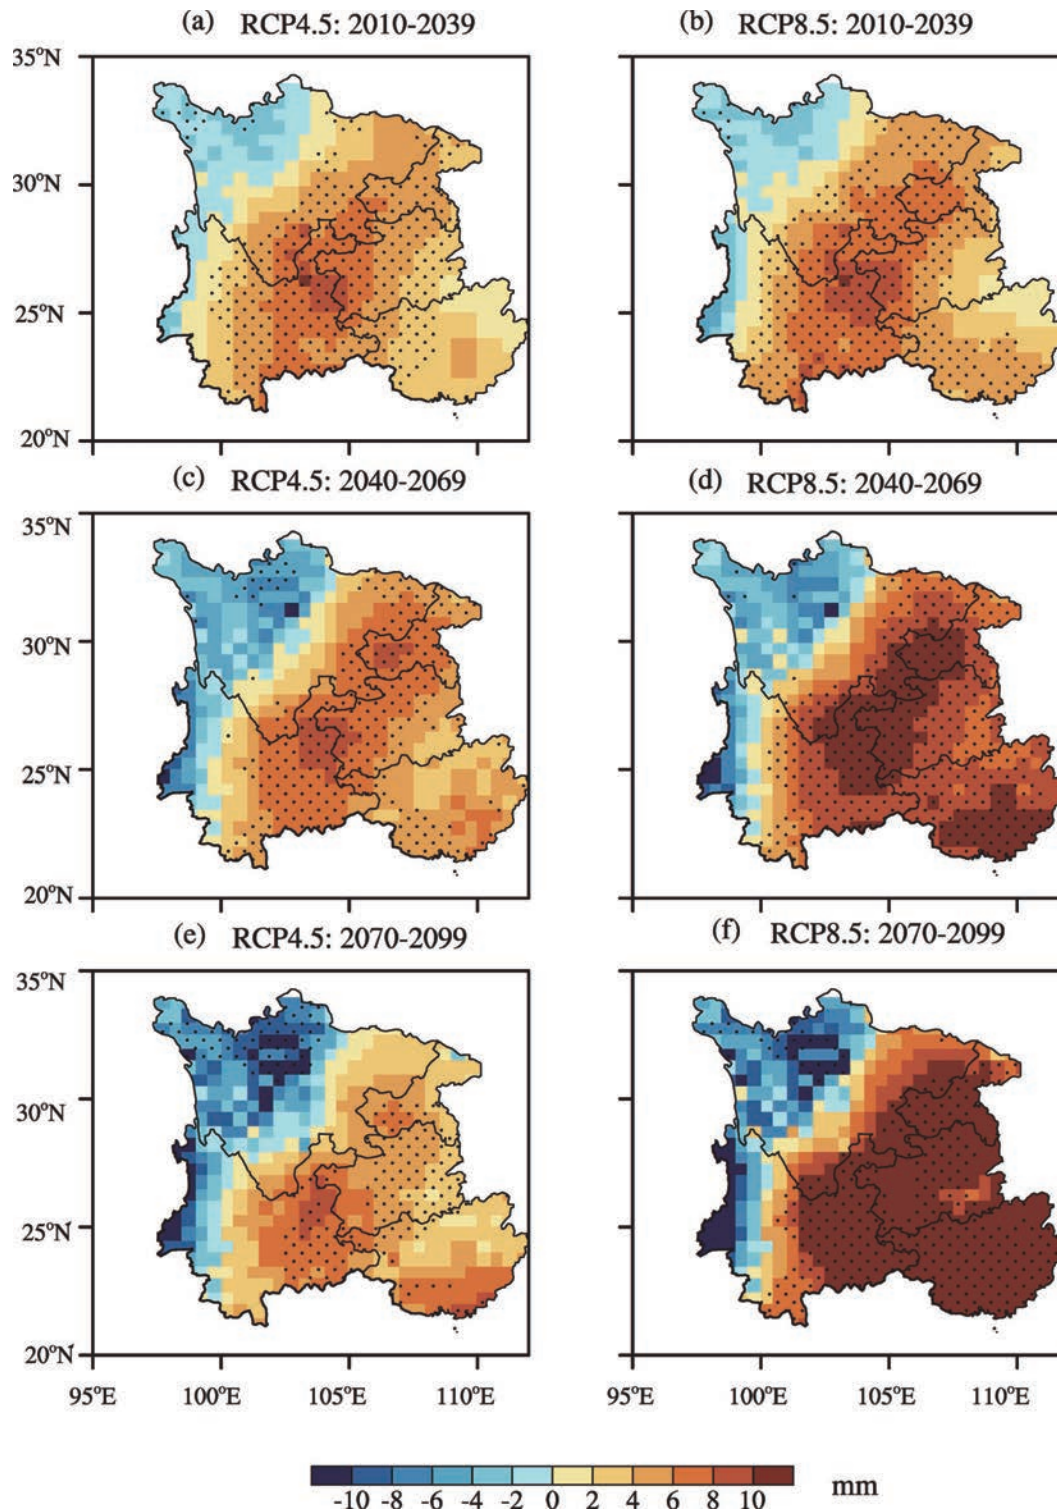 (a) RCP4.5: 2010-2039
(b) RCP8.5: 2010-2039
35°N
30°N
25°N
20°N
(c) RCP4.5: 2040-2069
(d) RCP8.5: 2040-2069
35°N
30°N
25°N
20°N
(e) RCP4.5: 2070-2099
(f) RCP8.5: 2070-2099
35°N
30°N
25°N
20°N
95°E 100°E 105°E 110°E
95°E 100°E 105°E 110°E
-10 -8 -6 -4 -2 0 2 4 6 8 10 mm